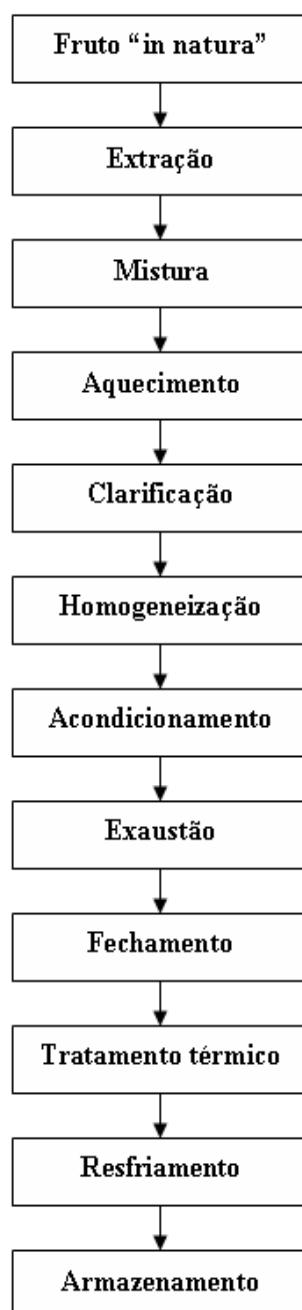 Fruto “in natura”
Extração
Mistura
Aquecimento
Clarificação
Homogeneização
Acondicionamento
Exaustão
Fechamento
Tratamento térmico
Resfriamento
Armazenamento